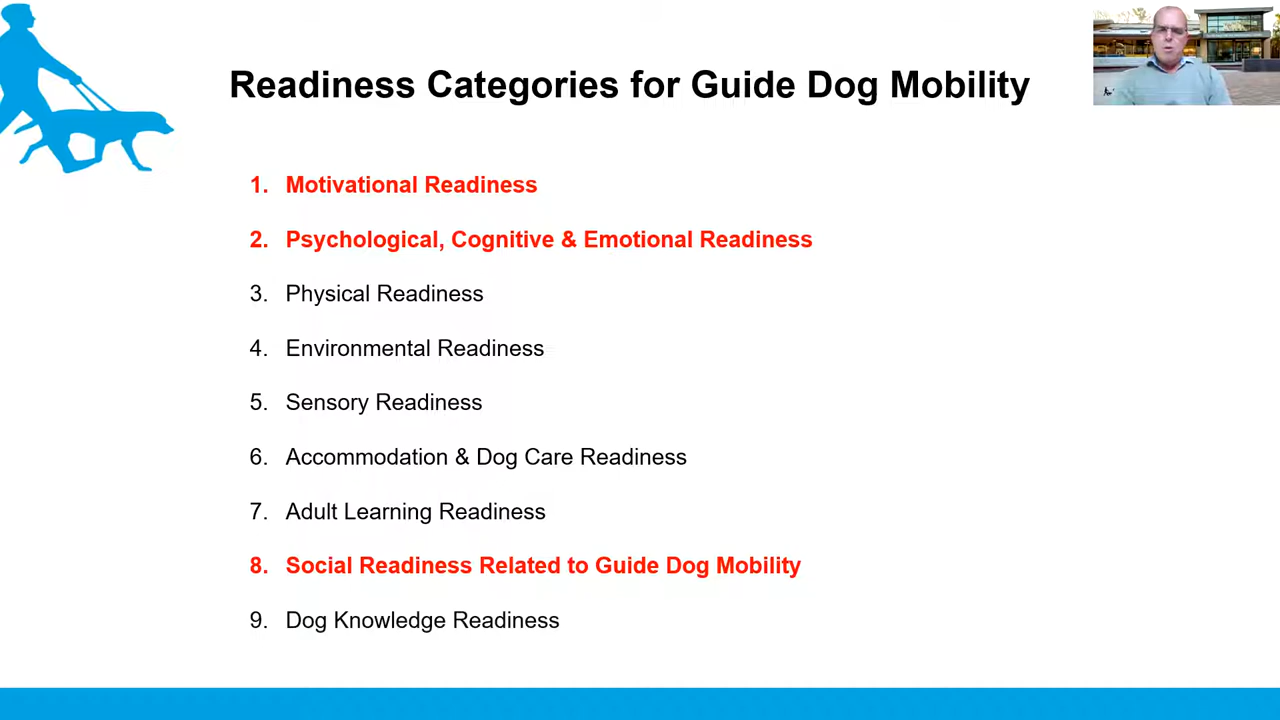 Readiness Categories for Guide Dog Mobility
1. Motivational Readiness
2. Psychological, Cognitive & Emotional Readiness
3. Physical Readiness
4. Environmental Readiness
5. Sensory Readiness
6. Accommodation & Dog Care Readiness
7. Adult Learning Readiness
8. Social Readiness Related to Guide Dog Mobility
9. Dog Knowledge Readiness